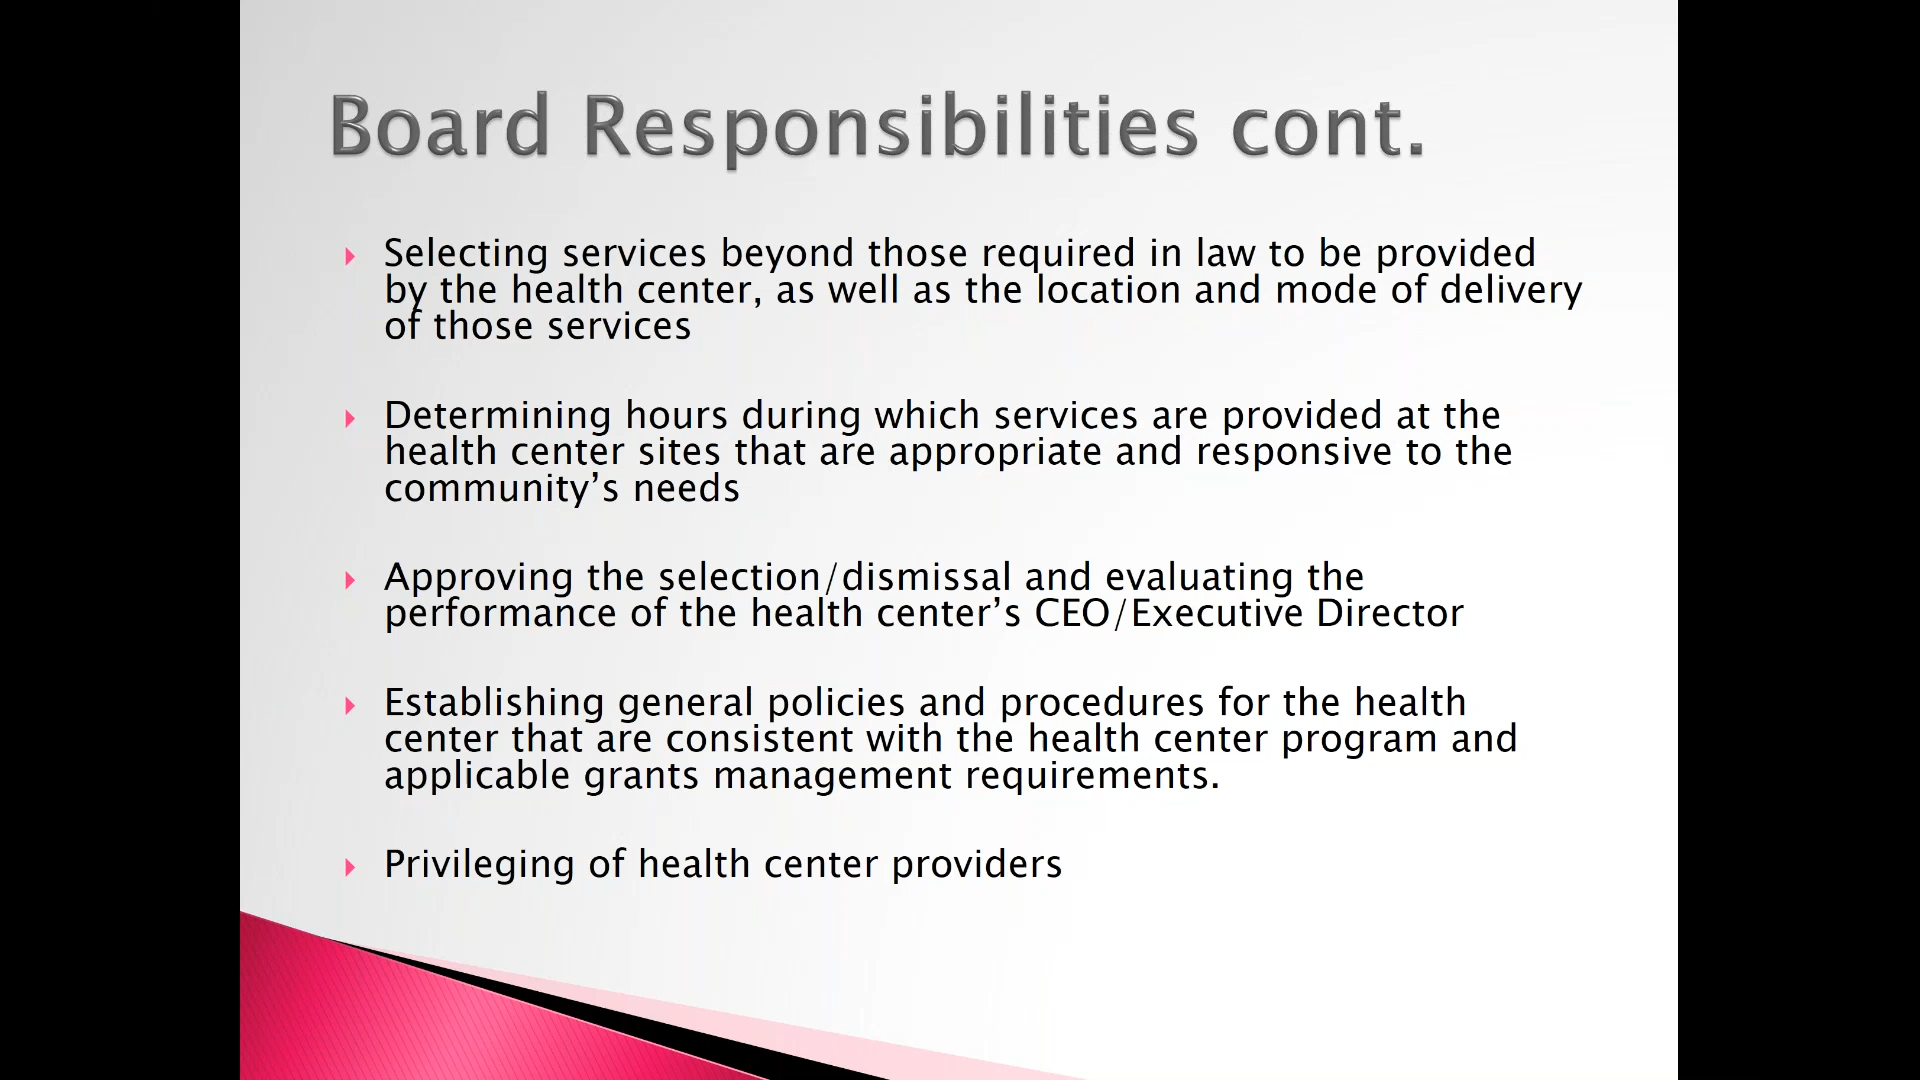 Board Responsibilities cont.
Selecting services beyond those required in law to be provided
by the health center, as well as the location and mode of delivery
of those services
Determining hours during which services are provided at the
health center sites that are appropriate and responsive to the
community’s needs
Approving the selection/dismissal and evaluating the
performance of the health center’s CEO/Executive Director
Establishing general policies and procedures for the health
center that are consistent with the health center program and
applicable grants management requirements.
Privileging of health center providers